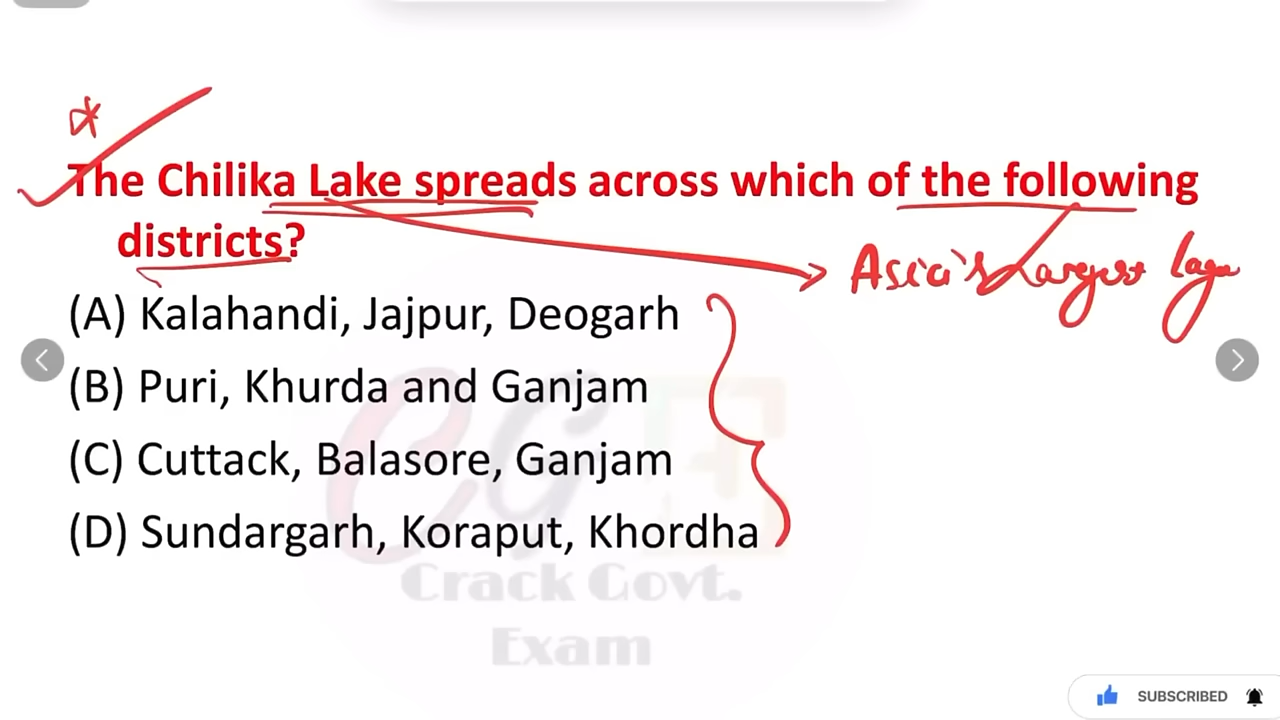 The Chilika Lake spreads across which of the following
districts?
Asia's Largest
(A) Kalahandi, Jajpur, Deogarh
(B) Puri, Khurda and Ganjam
(C) Cuttack, Balasore, Ganjam
(D) Sundargarh, Koraput, Khordha
CGE
Crack Govt.
Exam
SUBSCRIBED